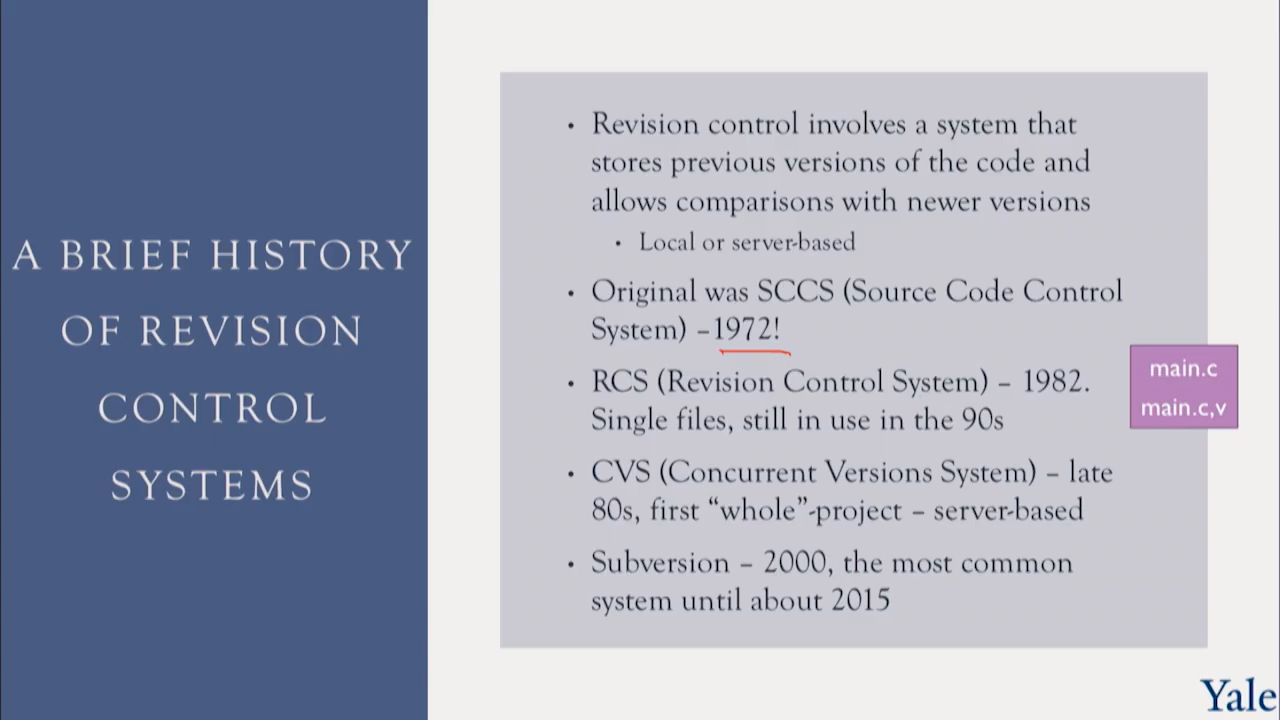 A BRIEF HISTORY
OF REVISION
CONTROL
SYSTEMS
• Revision control involves a system that
stores previous versions of the code and
allows comparisons with newer versions
• Local or server-based
• Original was SCCS (Source Code Control
System) –1972!
• RCS (Revision Control System) – 1982.
Single files, still in use in the 90s
main.c
main.c,v
• CVS (Concurrent Versions System) – late
80s, first “whole”-project – server-based
• Subversion – 2000, the most common
system until about 2015
Yale